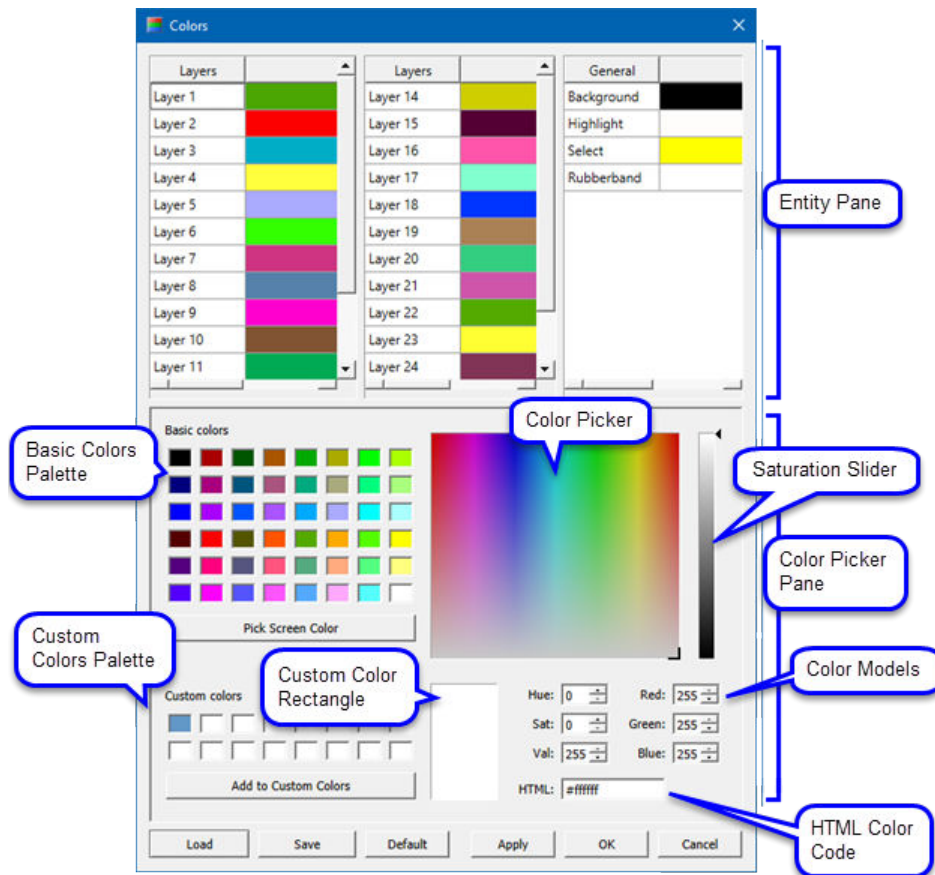 Colors
Layers
Layer 1
Layer 2
Layer 3
Layer 4
Layer 5
Layer 6
Layer 7
Layer 8
Layer 9
Layer 10
Layer 11
Layers
Layer 14
Layer 15
Layer 16
Layer 17
Layer 18
Layer 19
Layer 20
Layer 21
Layer 22
Layer 23
Layer 24
General
Background
Highlight
Select
Rubberband
Entity Pane
Basic Colors
Palette
Basic colors
Color Picker
Saturation Slider
Color Picker
Pane
Pick Screen Color
Custom
Colors Palette
Custom colors
Custom Color
Rectangle
Hue: 0 Red: 255
Sat: 0 Green: 255
Val: 255 Blue: 255
Color Models
Add to Custom Colors
HTML: #ffffff
HTML Color
Code
Load Save Default Apply OK Cancel